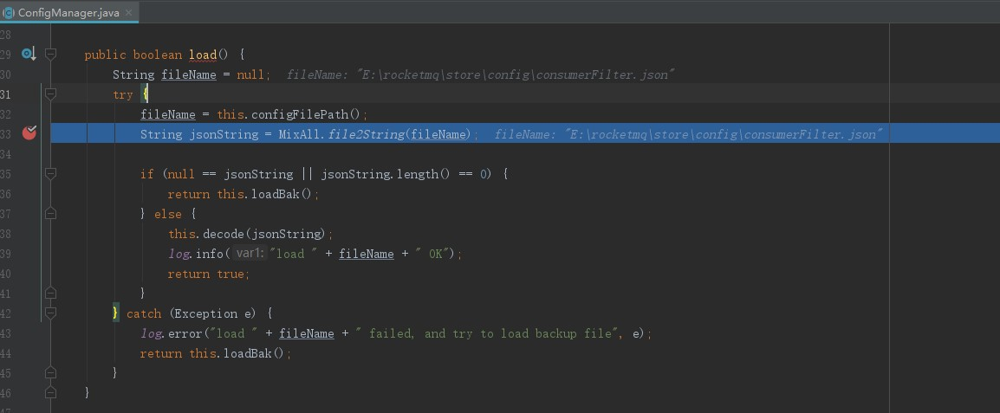 ConfigManager.java
28
29 public boolean load() {
30 String fileName = null; fileName: "E:\rocketmq\store\config\consumerFilter.json"
31 try {
32 fileName = this.configFilePath();
33 String jsonString = MixAll.file2String(fileName); fileName: "E:\rocketmq\store\config\consumerFilter.json"
34
35 if (null == jsonString || jsonString.length() == 0) {
36 return this.loadBak();
37 } else {
38 this.decode(jsonString);
39 log.info( var1: "load " + fileName + " OK");
40 return true;
41 }
42 } catch (Exception e) {
43 log.error("load " + fileName + " failed, and try to load backup file", e);
44 return this.loadBak();
45 }
46 }